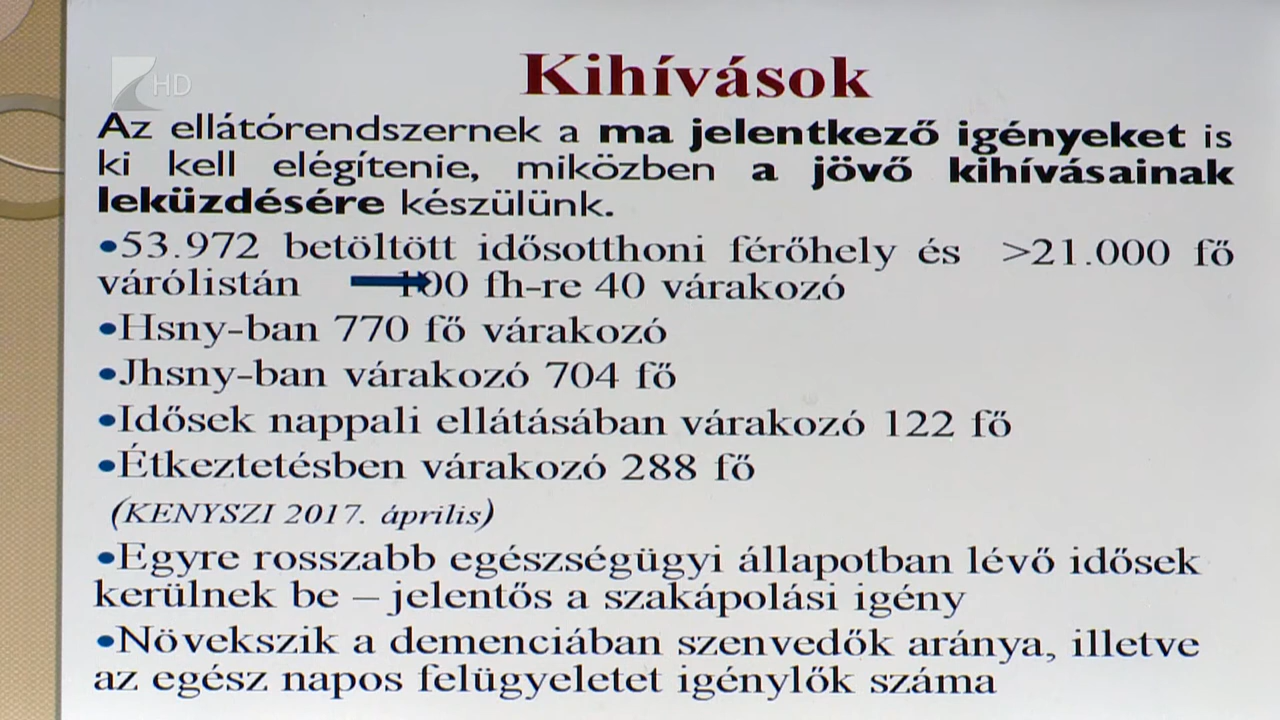 HD
Kihívások
Az ellátórendszernek a ma jelentkező igényeket is
ki kell elégítenie, miközben a jövő kihívásainak
leküzdésére készülünk.
•53.972 betöltött idősotthoni férőhely és >21.000 fő
várólistán 100 fh-re 40 várakozó
•Hsny-ban 770 fő várakozó
•Jhsny-ban várakozó 704 fő
•Idősek nappali ellátásában várakozó 122 fő
•Étkeztetésben várakozó 288 fő
(KENYSZI 2017. április)
•Egyre rosszabb egészségügyi állapotban lévő idősek
kerülnek be – jelentős a szakápolási igény
•Növekszik a demenciában szenvedők aránya, illetve
az egész napos felügyeletet igénylők száma